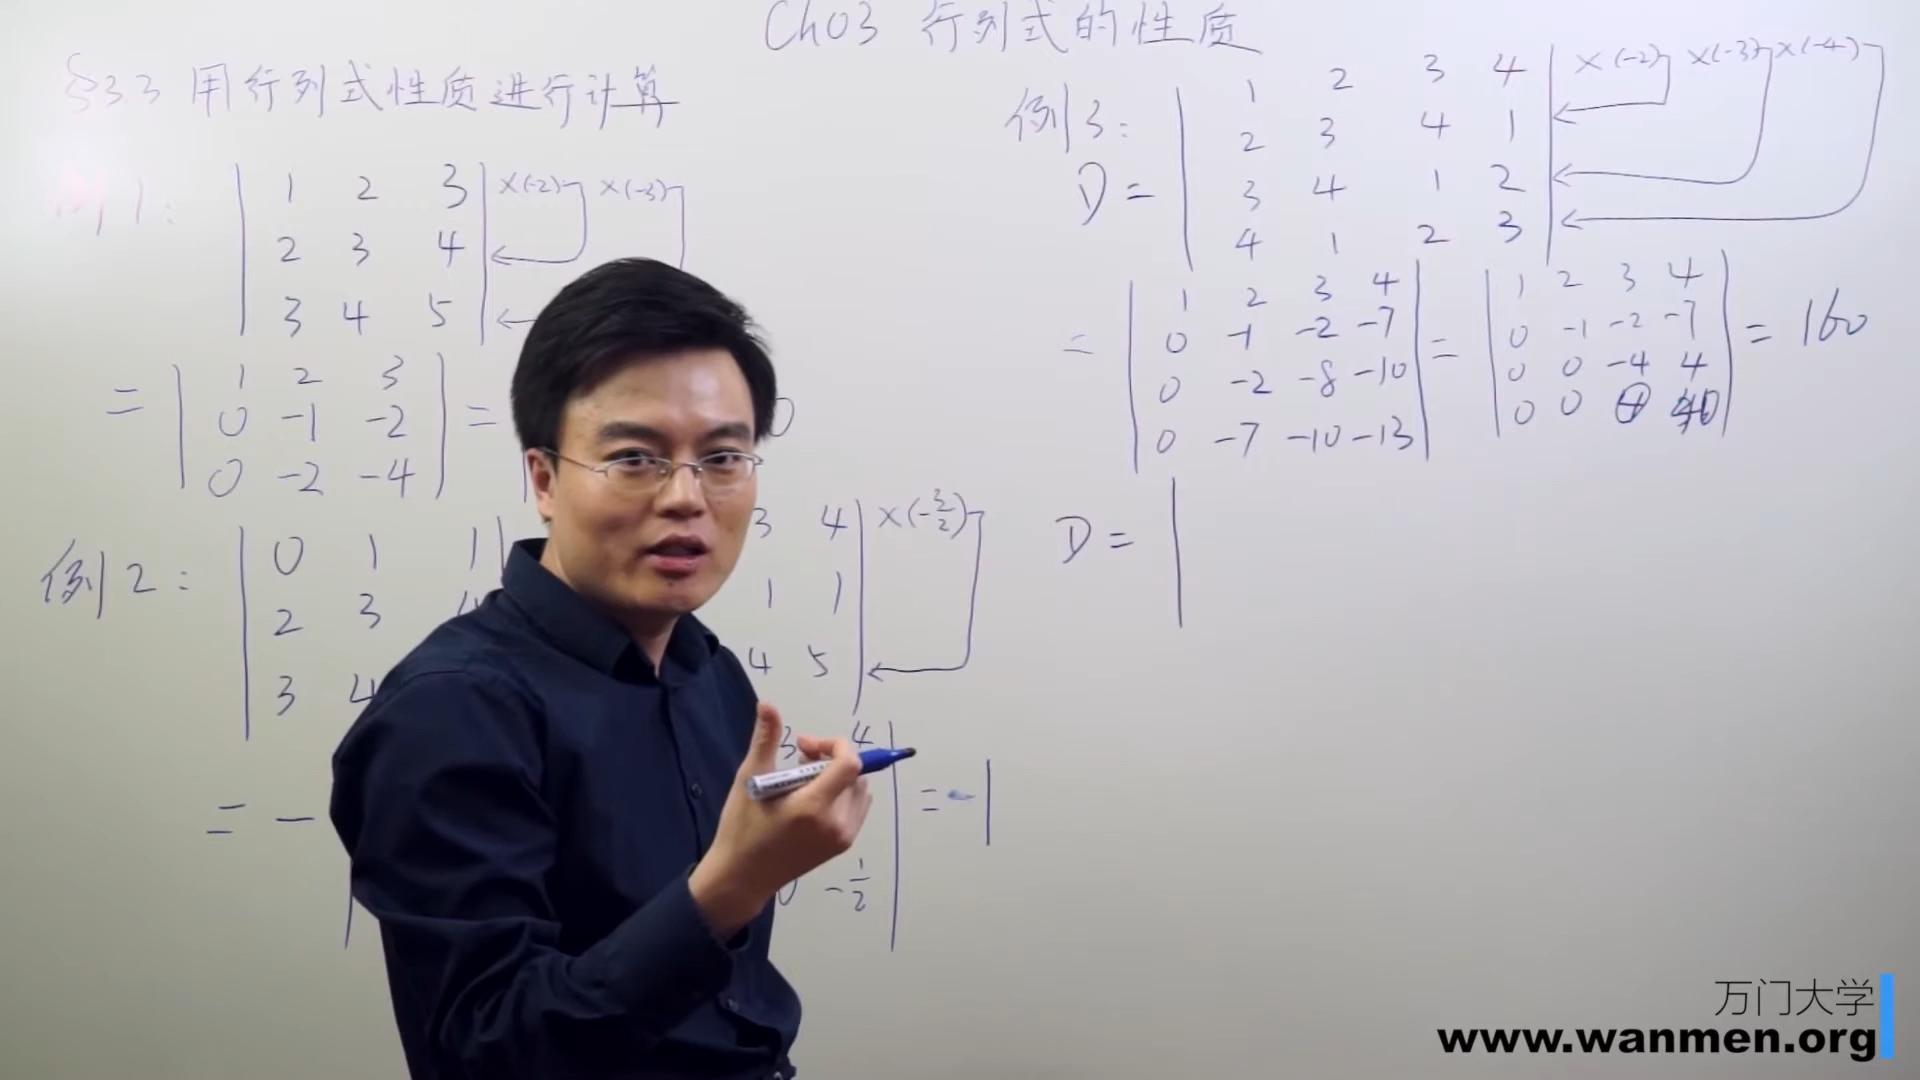 Ch03 行列式的性质
§3.3 用行列式性质进行计算
例1:
1 2 3 ×(-2) ×(-3)
2 3 4
3 4 5
= 1 2 3
0 -1 -2 =
0 -2 -4
例2:
0 1 1
2 3
3 4
3 4 ×(-3/2)
1 1
4 5
= -
3 4
-1/2
= -1
例3:
D =
1 2 3 4 ×(-2) ×(-3) ×(-4)
2 3 4 1
3 4 1 2
4 1 2 3
=
1 2 3 4
0 -1 -2 -7
0 -2 -8 -10
0 -7 -10 -13
=
1 2 3 4
0 -1 -2 -7
0 0 -4 4
0 0
= 160
D =
万门大学
www.wanmen.org